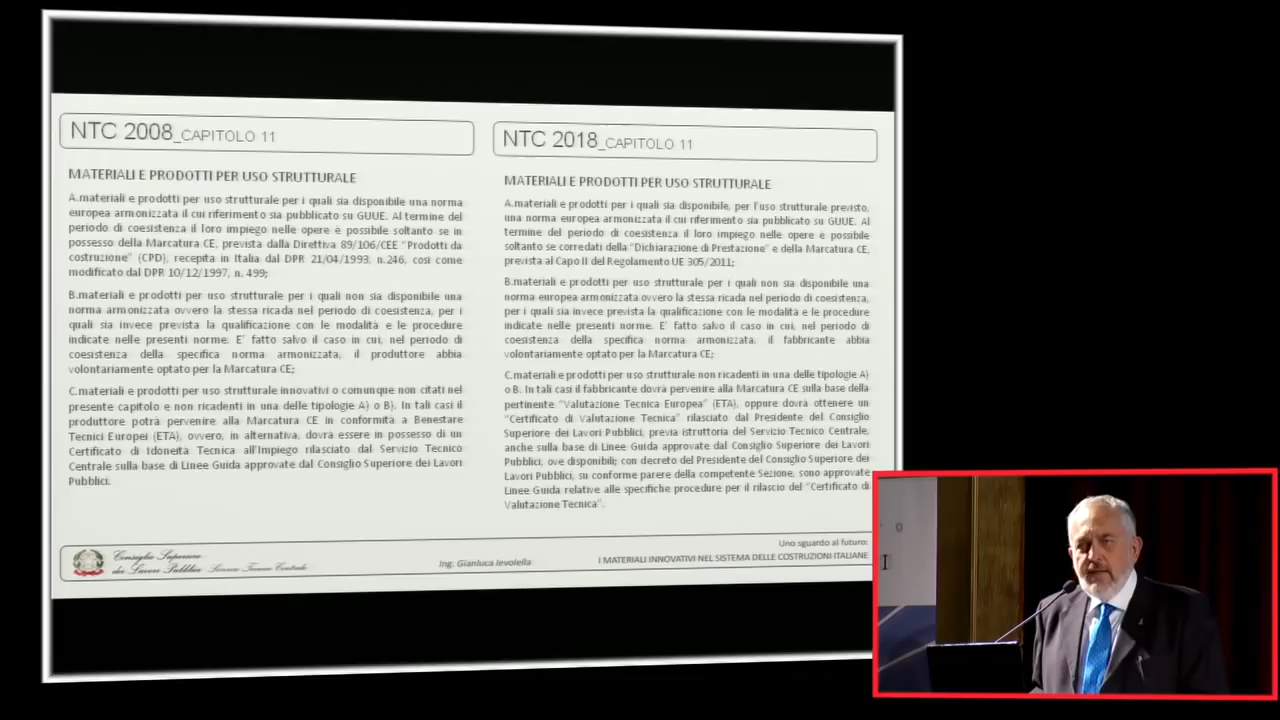 NTC 2008_CAPITOLO 11
MATERIALI E PRODOTTI PER USO STRUTTURALE
A.materiali e prodotti per uso strutturale per i quali sia disponibile una norma
europea armonizzata il cui riferimento sia pubblicato su GUUE. Al termine del
periodo di coesistenza il loro impiego nelle opere è possibile soltanto se in
possesso della Marcatura CE, prevista dalla Direttiva 89/106/CEE "Prodotti da
costruzione" (CPD), recepita in Italia dal DPR 21/04/1993, n.246, così come
modificato dal DPR 10/12/1997, n. 499;
B.materiali e prodotti per uso strutturale per i quali non sia disponibile una
norma armonizzata ovvero la stessa ricada nel periodo di coesistenza, per i
quali sia invece prevista la qualificazione con le modalità e le procedure
indicate nelle presenti norme. E' fatto salvo il caso in cui, nel periodo di
coesistenza della specifica norma armonizzata, il produttore abbia
volontariamente optato per la Marcatura CE;
C.materiali e prodotti per uso strutturale innovativi o comunque non citati nel
presente capitolo e non ricadenti in una delle tipologie A) o B). In tali casi il
produttore potrà pervenire alla Marcatura CE in conformità a Benestare
Tecnici Europei (ETA), ovvero, in alternativa, dovrà essere in possesso di un
Certificato di Idoneità Tecnica all'Impiego rilasciato dal Servizio Tecnico
Centrale sulla base di Linee Guida approvate dal Consiglio Superiore dei Lavori
Pubblici.
NTC 2018_CAPITOLO 11
MATERIALI E PRODOTTI PER USO STRUTTURALE
A.materiali e prodotti per i quali sia disponibile, per l'uso strutturale previsto,
una norma europea armonizzata il cui riferimento sia pubblicato su GUUE. Al
termine del periodo di coesistenza il loro impiego nelle opere è possibile
soltanto se corredati della "Dichiarazione di Prestazione" e della Marcatura CE,
prevista al Capo II del Regolamento UE 305/2011;
B.materiali e prodotti per uso strutturale per i quali non sia disponibile una
norma europea armonizzata ovvero la stessa ricada nel periodo di coesistenza,
per i quali sia invece prevista la qualificazione con le modalità e le procedure
indicate nelle presenti norme. E' fatto salvo il caso in cui, nel periodo di
coesistenza della specifica norma armonizzata, il fabbricante abbia
volontariamente optato per la Marcatura CE;
C.materiali e prodotti per uso strutturale non ricadenti in una delle tipologie A)
o B). In tali casi il fabbricante dovrà pervenire alla Marcatura CE sulla base della
pertinente "Valutazione Tecnica Europea" (ETA), oppure dovrà ottenere un
"Certificato di Valutazione Tecnica" rilasciato dal Presidente del Consiglio
Superiore dei Lavori Pubblici, previa istruttoria del Servizio Tecnico Centrale,
anche sulla base di Linee Guida approvate dal Consiglio Superiore dei Lavori
Pubblici, ove disponibili; con decreto del Presidente del Consiglio Superiore dei
Lavori Pubblici, su conforme parere della competente Sezione, sono approvate
Linee Guida relative alle specifiche procedure per il rilascio del "Certificato di
Valutazione Tecnica".
Consiglio Superiore
dei Lavori Pubblici Servizio Tecnico Centrale
Ing. Gianluca Ievolella
Uno sguardo al futuro:
I MATERIALI INNOVATIVI NEL SISTEMA DELLE COSTRUZIONI ITALIANE
O
I